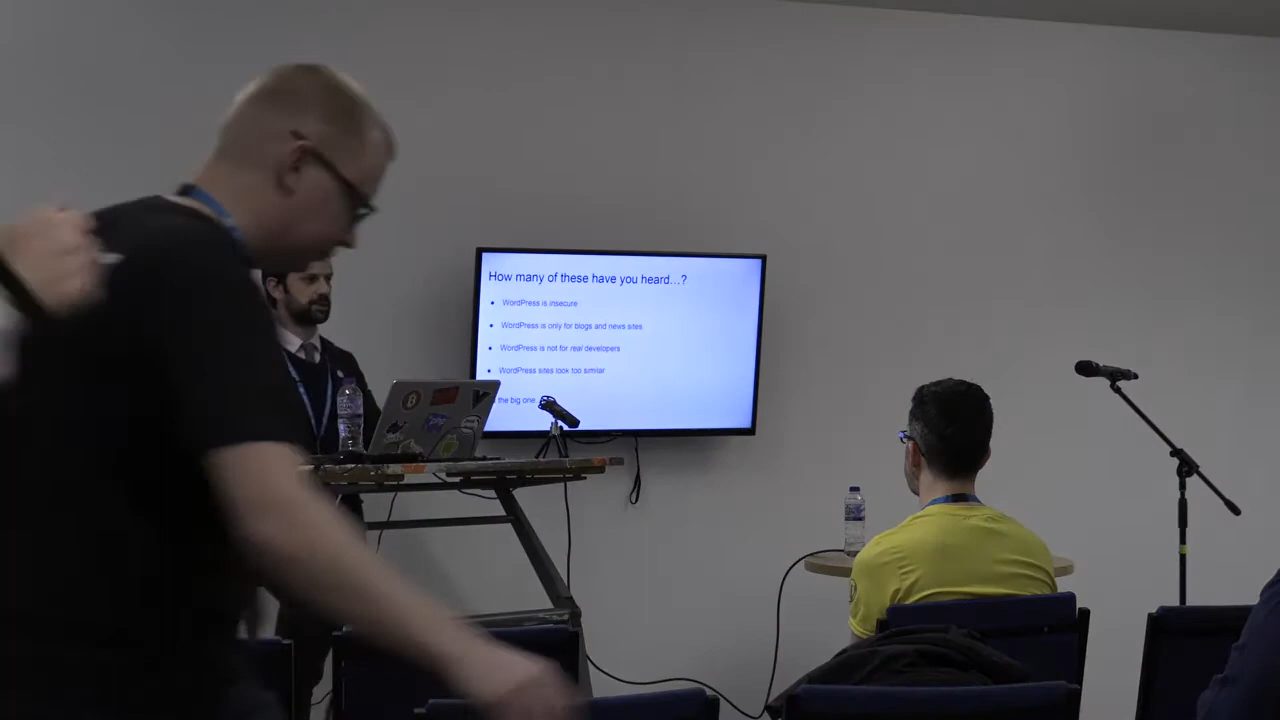 How many of these have you heard…?
● WordPress is insecure
● WordPress is only for blogs and news sites
● WordPress is not for real developers
● WordPress sites look too similar
the big one